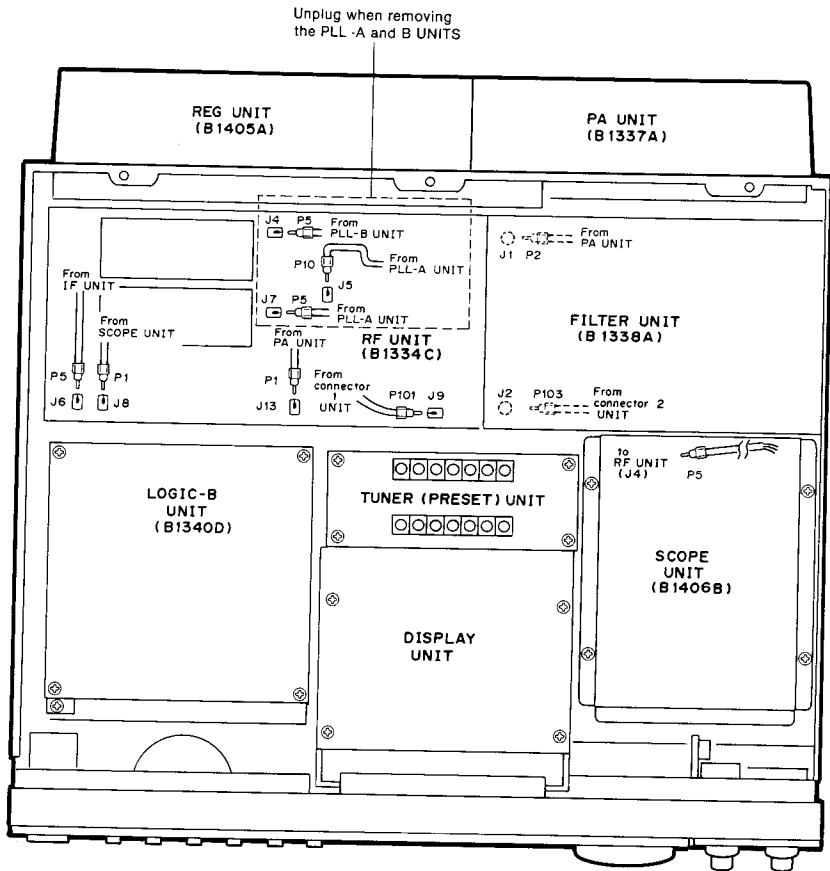 Unplug when removing
the PLL -A and B UNITS
REG UNIT
(B1405A)
PA UNIT
(B1337A)
J4 P5 From
PLL-B UNIT
P10 From
PLL-A UNIT
J5
J7 P5 From
PLL-A UNIT
From
IF UNIT
From
SCOPE UNIT
P5 P1
J6 J8
From
PA UNIT
P1
J13
RF UNIT
(B1334C)
From
connector
1
UNIT
P101 J9
J1 P2 From
PA UNIT
FILTER UNIT
(B1338A)
J2 P103 From
connector 2
UNIT
LOGIC-B
UNIT
(B1340D)
TUNER (PRESET) UNIT
DISPLAY
UNIT
to
RF UNIT
(J4) P5
SCOPE
UNIT
(B1406B)